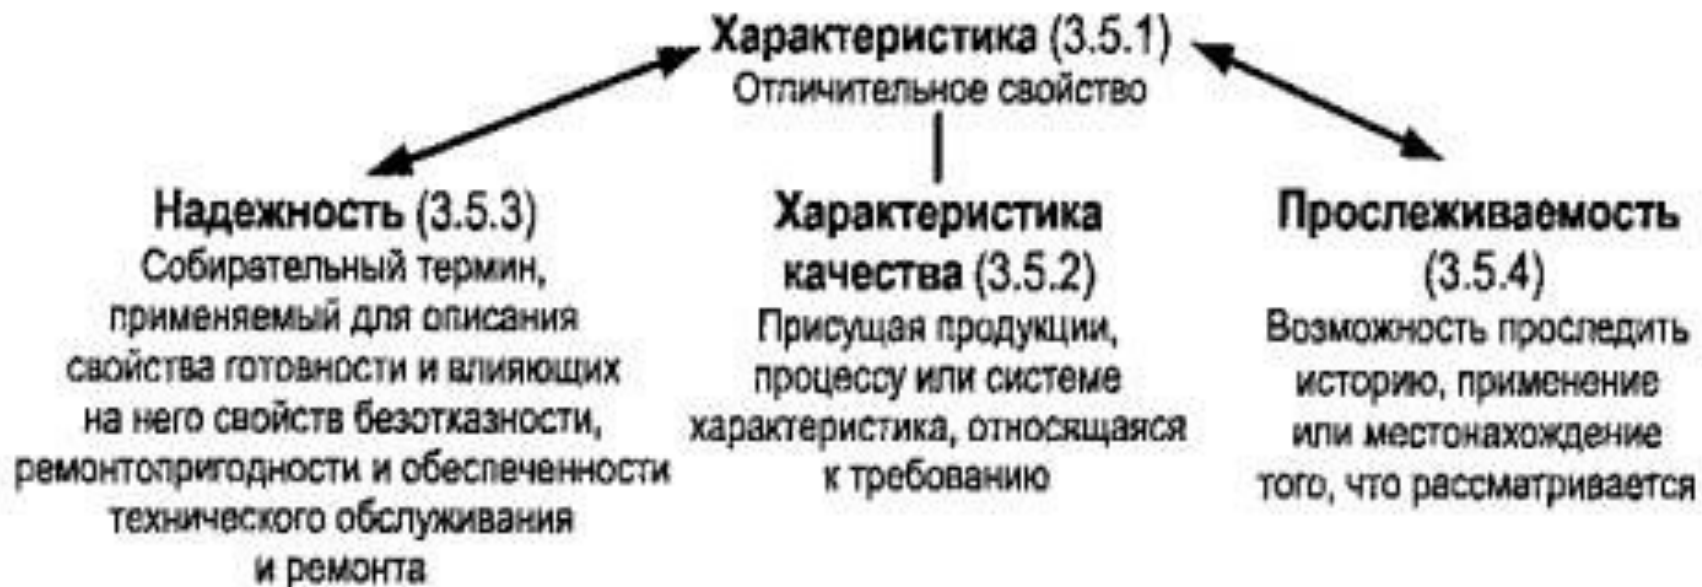 Характеристика (3.5.1)
Отличительное свойство
Надежность (3.5.3)
Собирательный термин,
применяемый для описания
свойства готовности и влияющих
на него свойств безотказности,
ремонтопригодности и обеспеченности
технического обслуживания
и ремонта
Характеристика
качества (3.5.2)
Присущая продукции,
процессу или системе
характеристика, относящаяся
к требованию
Прослеживаемость
(3.5.4)
Возможность проследить
историю, применение
или местонахождение
того, что рассматривается